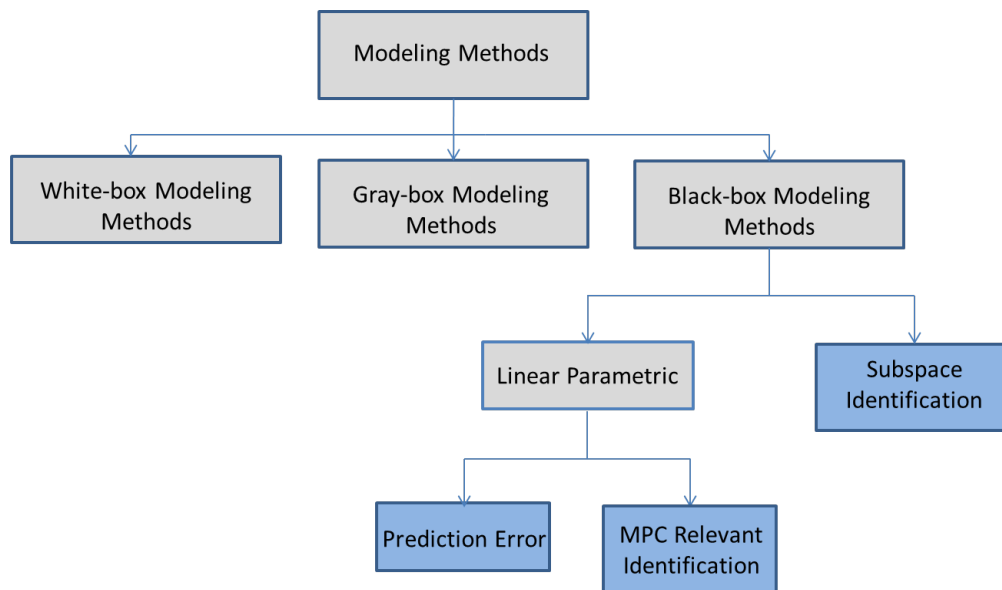 Modeling Methods
White-box Modeling
Methods
Gray-box Modeling
Methods
Black-box Modeling
Methods
Linear Parametric
Subspace
Identification
Prediction Error
MPC Relevant
Identification